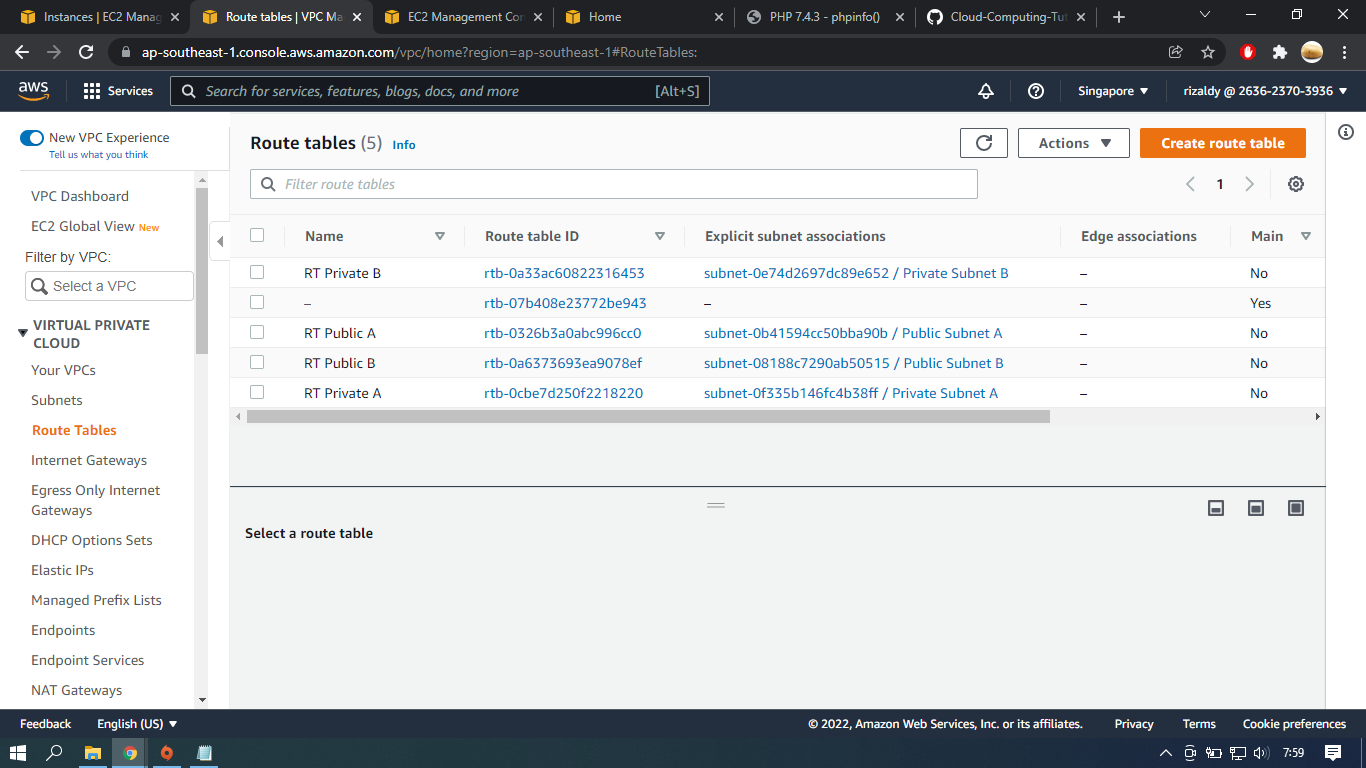 Instances | EC2 Manag
Route tables | VPC Ma
EC2 Management Con
Home
PHP 7.4.3 - phpinfo()
Cloud-Computing-Tut
ap-southeast-1.console.aws.amazon.com/vpc/home?region=ap-southeast-1#RouteTables:
aws
Services
Search for services, features, blogs, docs, and more
[Alt+S]
Singapore
rizaldy @ 2636-2370-3936
New VPC Experience
Tell us what you think
VPC Dashboard
EC2 Global View New
Filter by VPC:
Select a VPC
VIRTUAL PRIVATE
CLOUD
Your VPCs
Subnets
Route Tables
Internet Gateways
Egress Only Internet
Gateways
DHCP Options Sets
Elastic IPs
Managed Prefix Lists
Endpoints
Endpoint Services
NAT Gateways
Route tables (5) Info
Actions
Create route table
Filter route tables
1
Name Route table ID Explicit subnet associations Edge associations Main
RT Private B rtb-0a33ac60822316453 subnet-0e74d2697dc89e652 / Private Subnet B – No
– rtb-07b408e23772be943 – – Yes
RT Public A rtb-0326b3a0abc996cc0 subnet-0b41594cc50bba90b / Public Subnet A – No
RT Public B rtb-0a6373693ea9078ef subnet-08188c7290ab50515 / Public Subnet B – No
RT Private A rtb-0cbe7d250f2218220 subnet-0f335b146fc4b38ff / Private Subnet A – No
Select a route table
Feedback English (US)
© 2022, Amazon Web Services, Inc. or its affiliates. Privacy Terms Cookie preferences
7:59